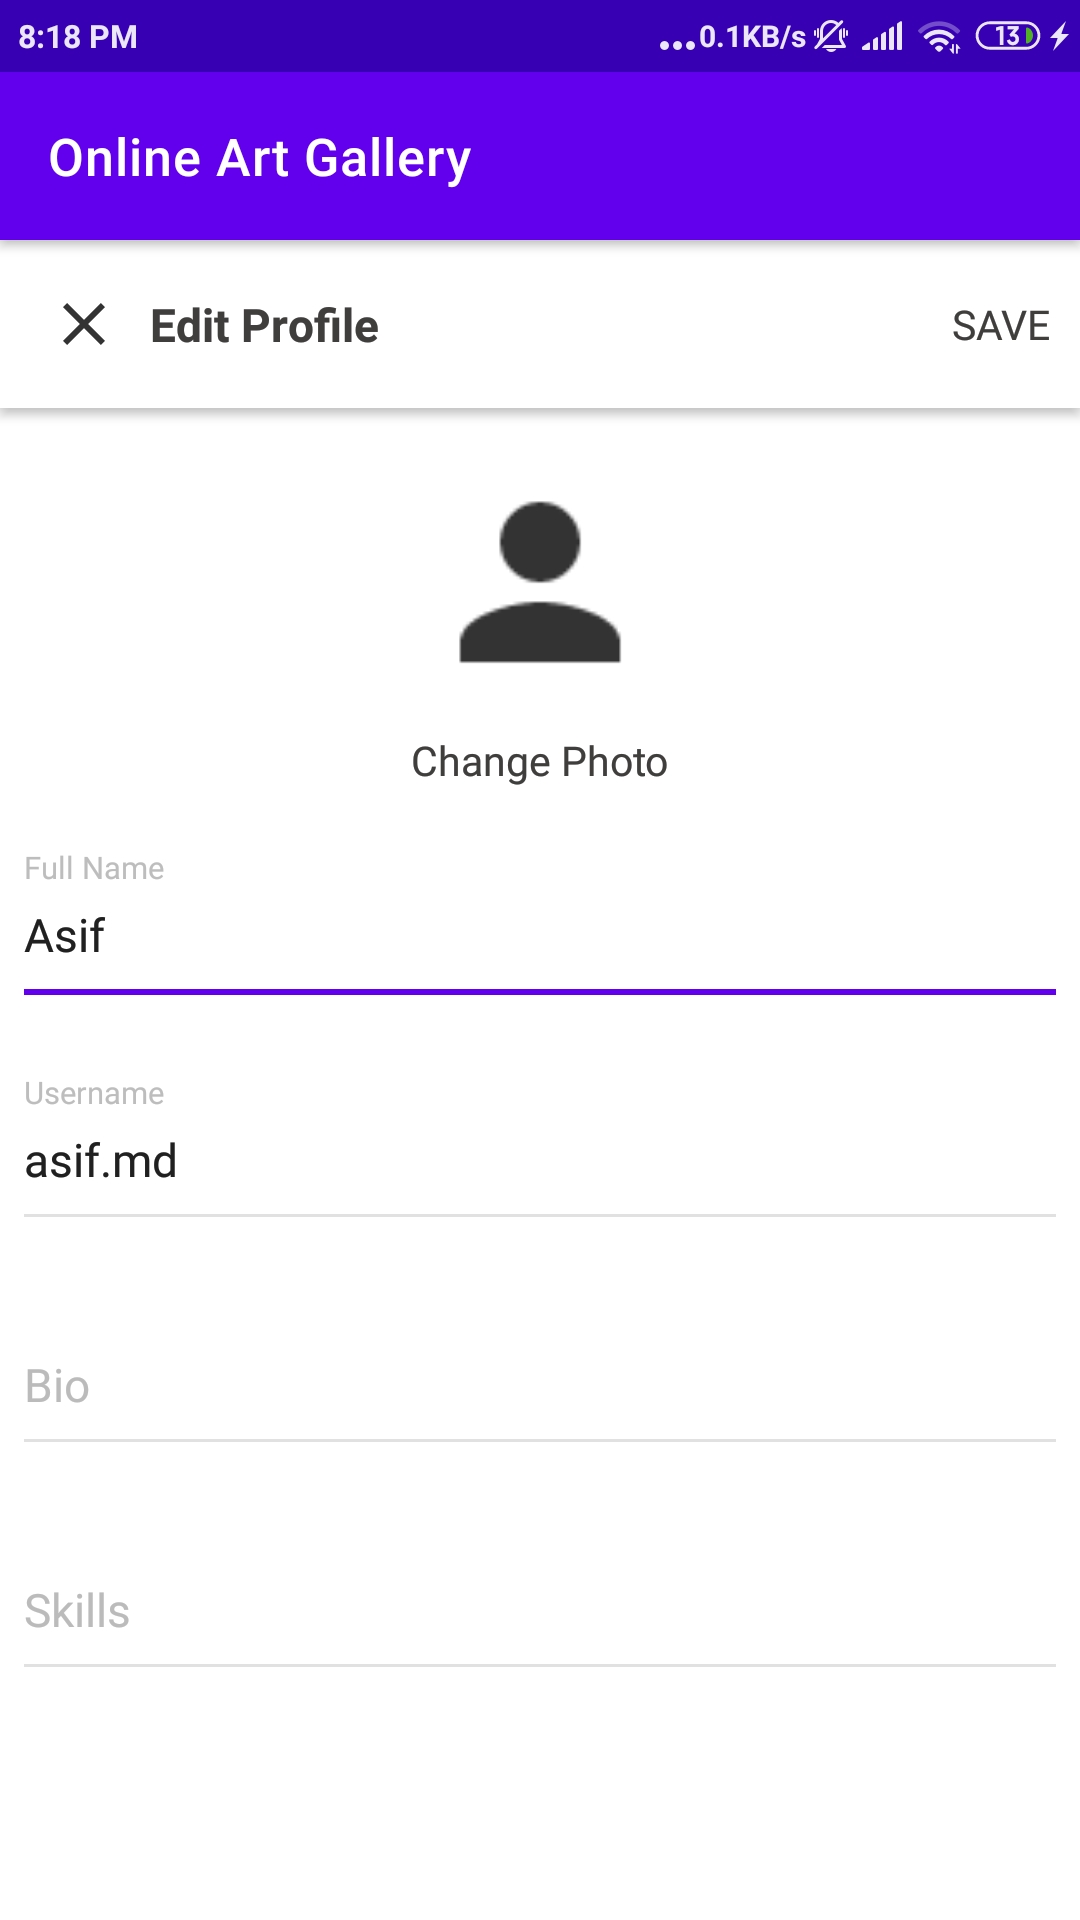 8:18 PM
...0.1KB/s
13
Online Art Gallery
Edit Profile
SAVE
Change Photo
Full Name
Asif
Username
asif.md
Bio
Skills